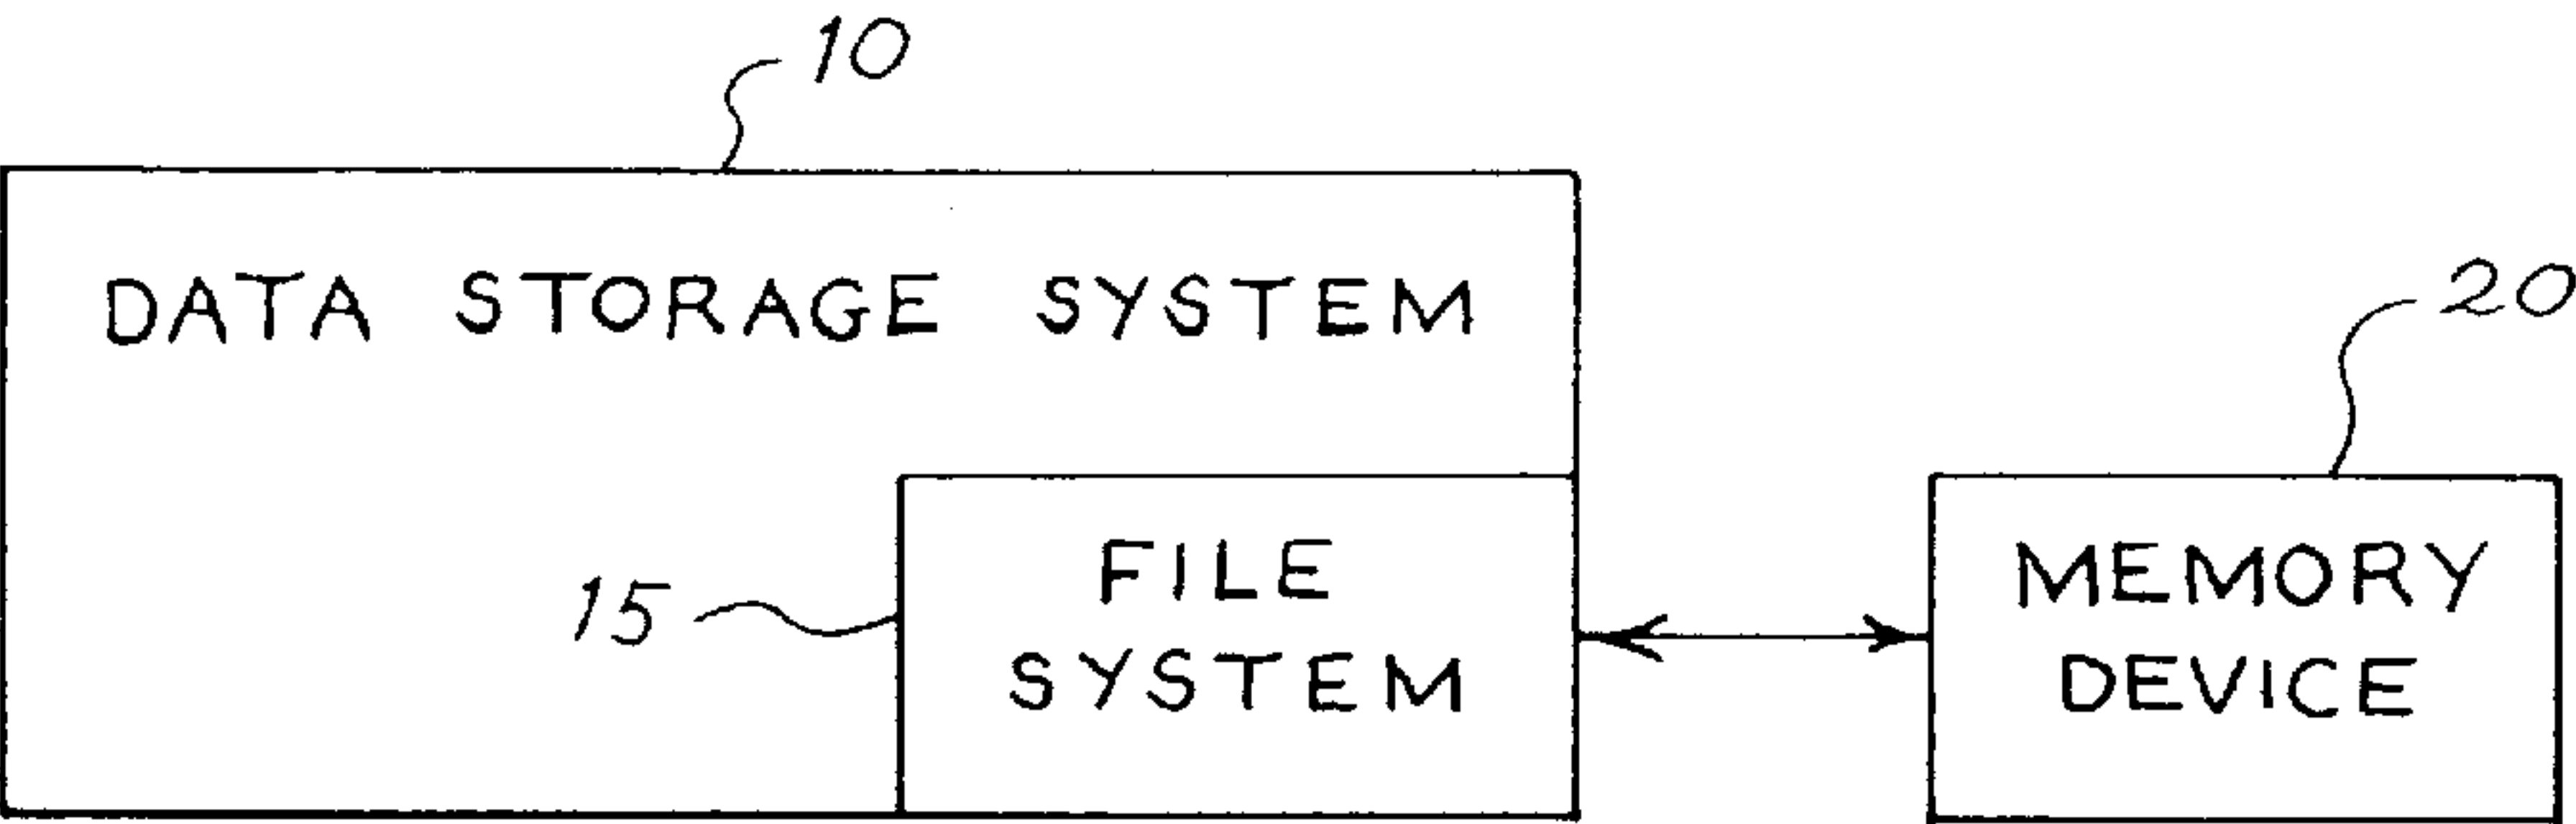 10
DATA STORAGE SYSTEM
20
15
FILE
SYSTEM
MEMORY
DEVICE